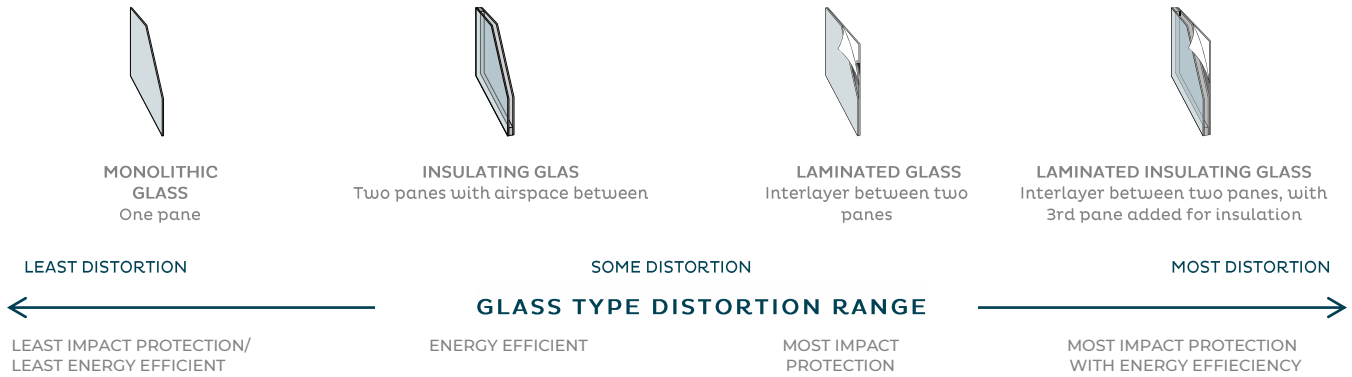 MONOLITHIC
GLASS
One pane
INSULATING GLAS
Two panes with airspace between
LAMINATED GLASS
Interlayer between two
panes
LAMINATED INSULATING GLASS
Interlayer between two panes, with
3rd pane added for insulation
LEAST DISTORTION
SOME DISTORTION
MOST DISTORTION
GLASS TYPE DISTORTION RANGE
LEAST IMPACT PROTECTION/
LEAST ENERGY EFFICIENT
ENERGY EFFICIENT
MOST IMPACT
PROTECTION
MOST IMPACT PROTECTION
WITH ENERGY EFFIECIENCY